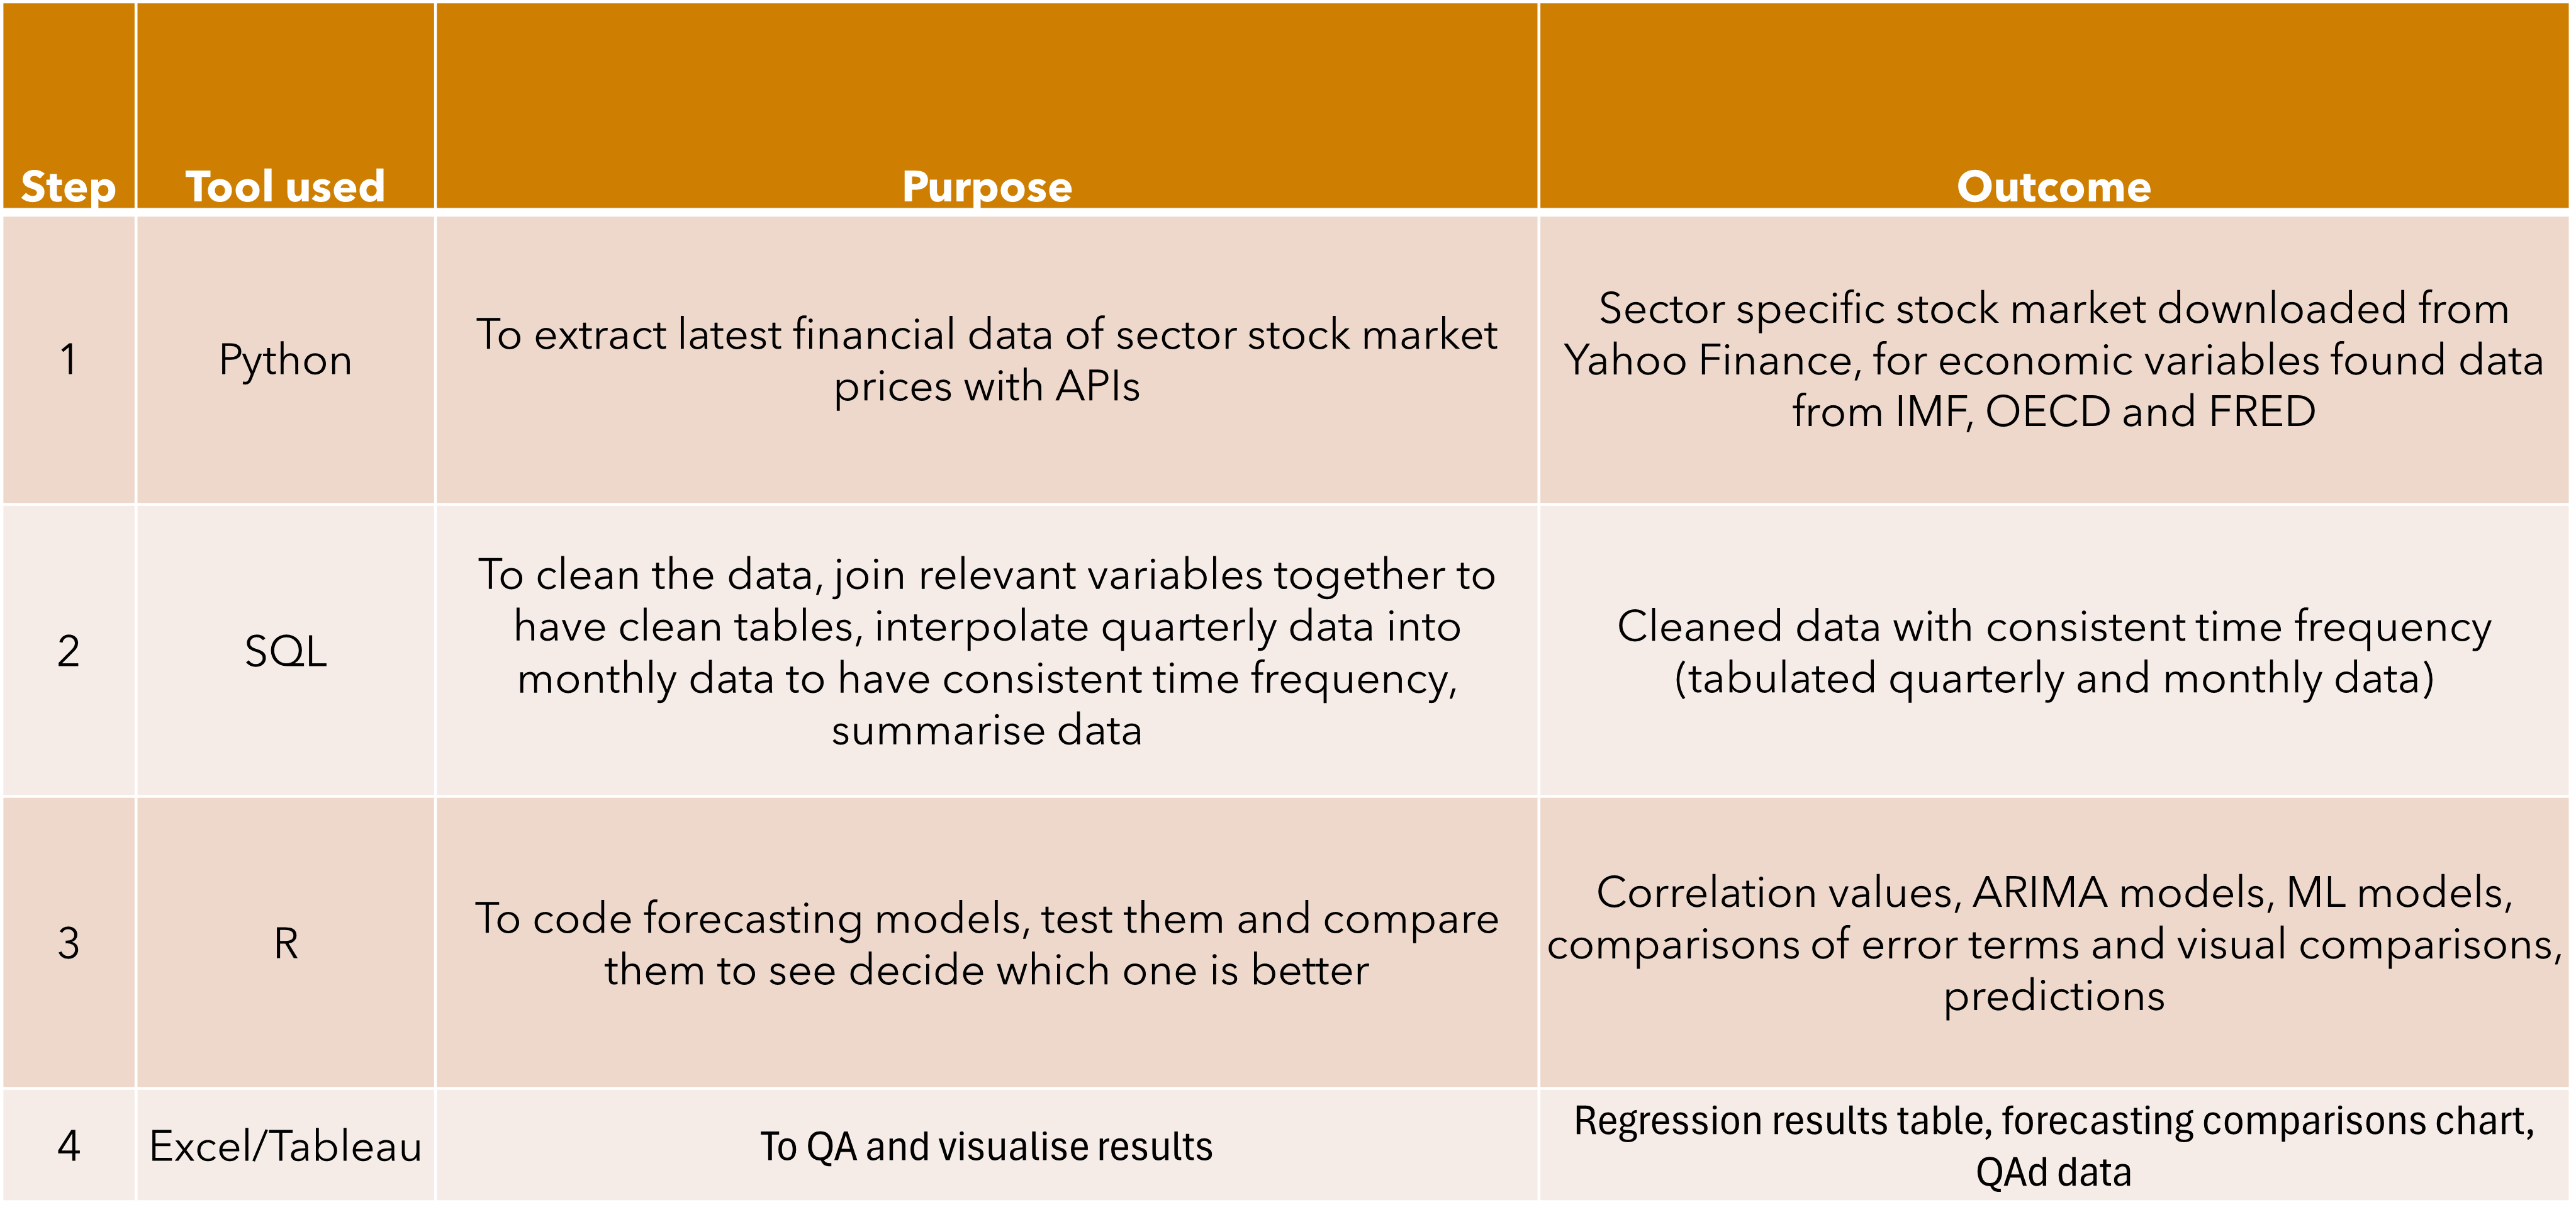 Step
Tool used
Purpose
Outcome
1
Python
To extract latest financial data of sector stock market
prices with APIs
Sector specific stock market downloaded from
Yahoo Finance, for economic variables found data
from IMF, OECD and FRED
2
SQL
To clean the data, join relevant variables together to
have clean tables, interpolate quarterly data into
monthly data to have consistent time frequency,
summarise data
Cleaned data with consistent time frequency
(tabulated quarterly and monthly data)
3
R
To code forecasting models, test them and compare
them to see decide which one is better
Correlation values, ARIMA models, ML models,
comparisons of error terms and visual comparisons,
predictions
4
Excel/Tableau
To QA and visualise results
Regression results table, forecasting comparisons chart,
QAd data